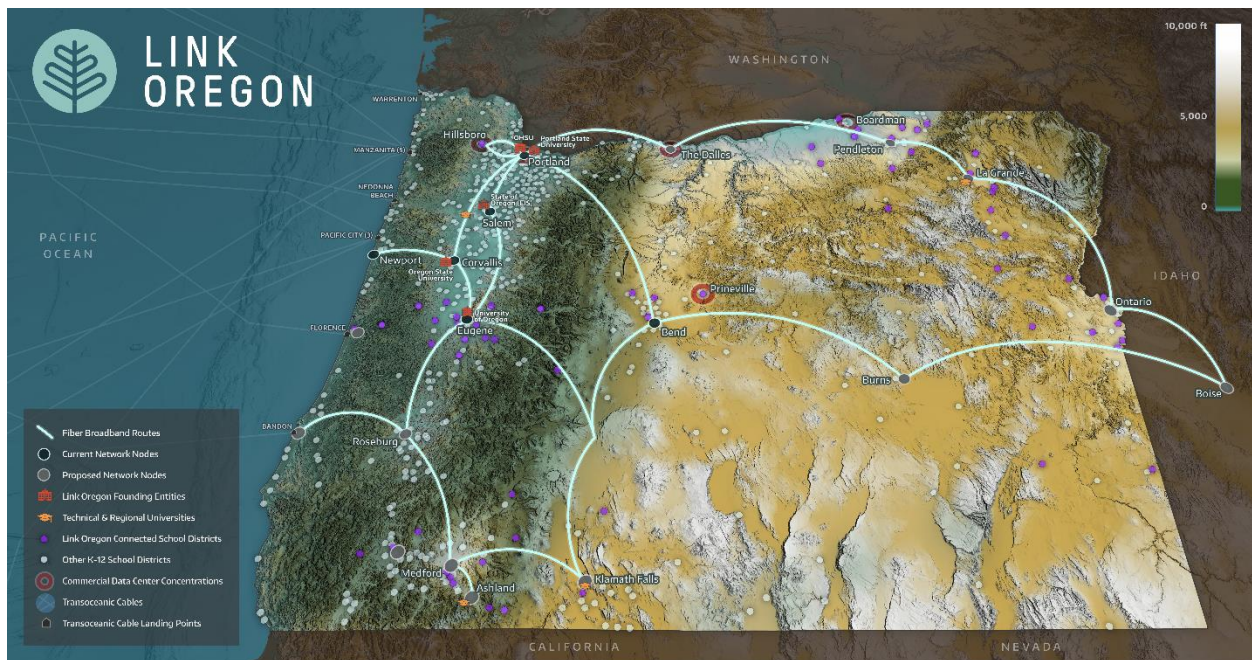 LINK
OREGON
10,000 ft
5,000
0
WASHINGTON
WARRENTON
MANZANITA (5)
NEDONNA
BEACH
PACIFIC CITY (3)
PACIFIC
OCEAN
FLORENCE
BANDON
Hillsboro
OHSU
Portland State
University
Portland
The Dalles
Boardman
Pendleton
La Grande
State of
Oregon, E.I.S.
Salem
Newport
Corvallis
Oregon State
University
Prineville
IDAHO
Ontario
University
of Oregon
Eugene
Bend
Burns
Boise
Roseburg
Medford
Ashland
Klamath Falls
Fiber Broadband Routes
Current Network Nodes
Proposed Network Nodes
Link Oregon Founding Entities
Technical & Regional Universities
Link Oregon Connected School Districts
Other K-12 School Districts
Commercial Data Center Concentrations
Transoceanic Cables
Transoceanic Cable Landing Points
CALIFORNIA
NEVADA